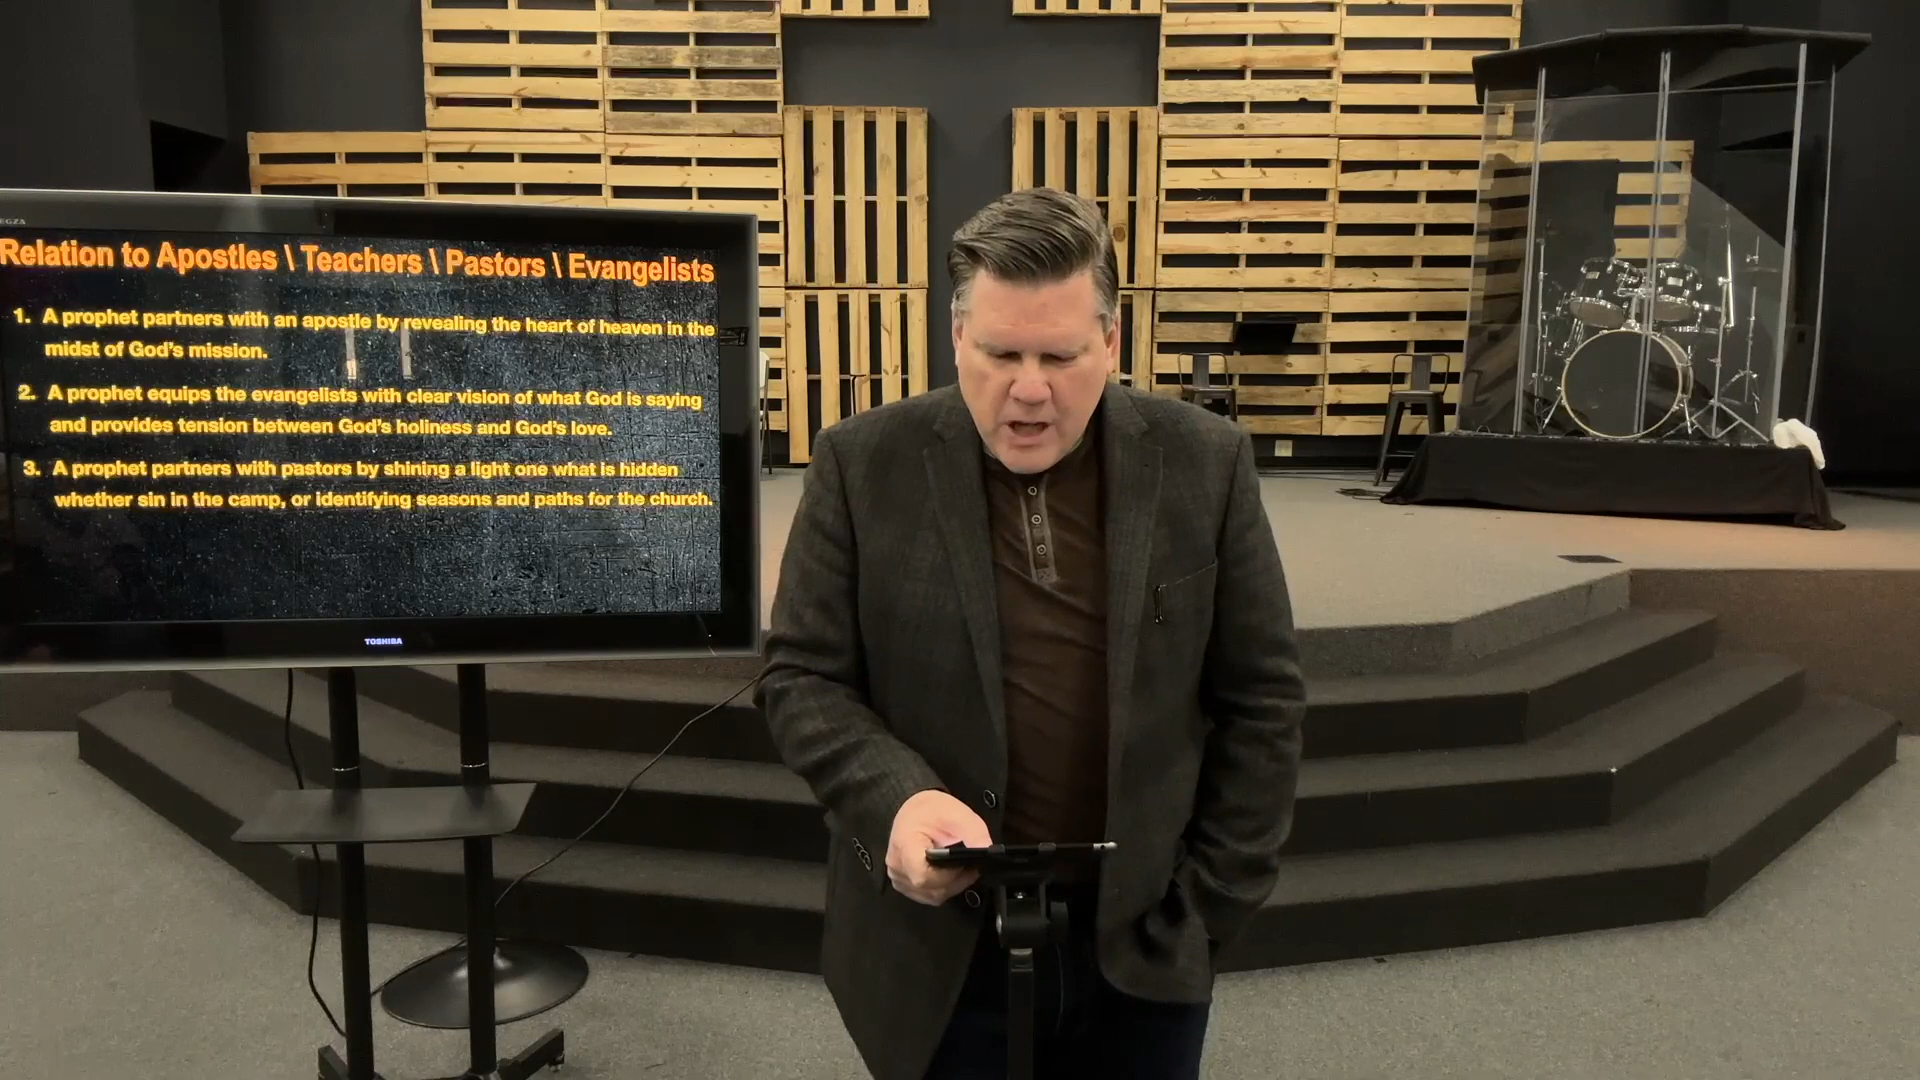 EGZA
Relation to Apostles \ Teachers \ Pastors \ Evangelists
1. A prophet partners with an apostle by revealing the heart of heaven in the
midst of God's mission.
2. A prophet equips the evangelists with clear vision of what God is saying
and provides tension between God's holiness and God's love.
3. A prophet partners with pastors by shining a light one what is hidden
whether sin in the camp, or identifying seasons and paths for the church.
TOSHIBA